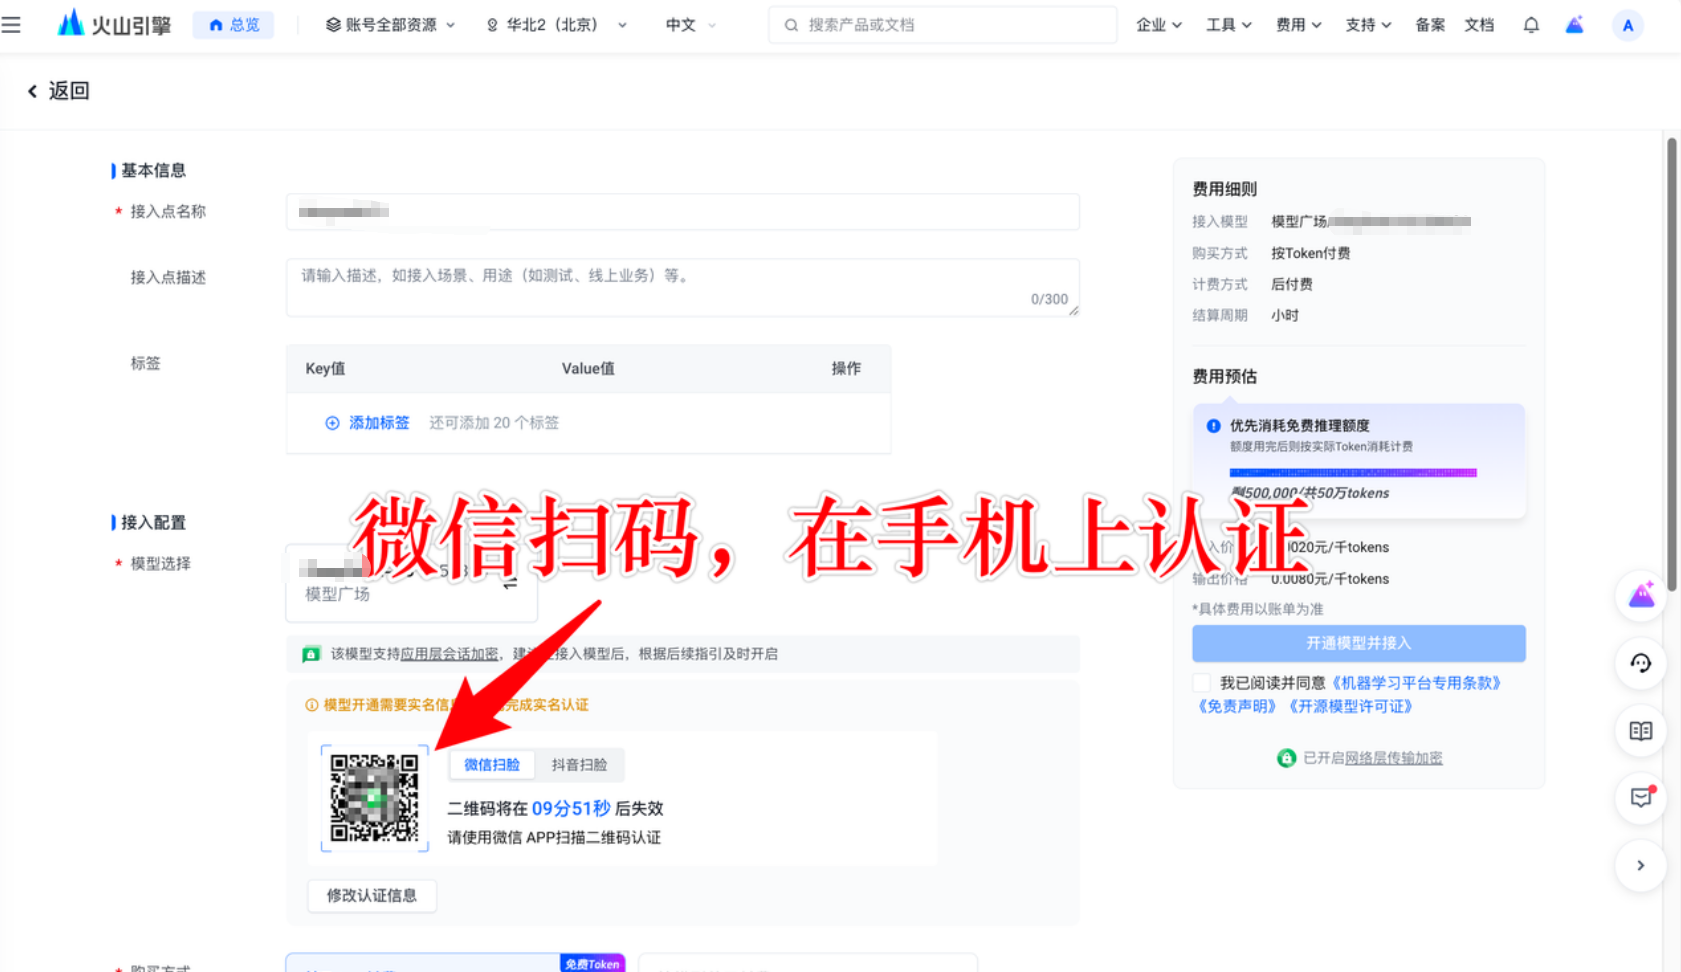 火山引擎
总览
账号全部资源
华北2（北京）
中文
搜索产品或文档
企业
工具
费用
支持
备案
文档
A
返回
基本信息
* 接入点名称
接入点描述
请输入描述，如接入场景、用途（如测试、线上业务）等。
0/300
标签
Key值
Value值
操作
添加标签
还可添加 20 个标签
接入配置
* 模型选择
模型广场
微信扫码，在手机上认证
该模型支持应用层会话加密，建
接入模型后，根据后续指引及时开启
模型开通需要实名信
完成实名认证
微信扫脸
抖音扫脸
二维码将在 09分51秒 后失效
请使用微信 APP扫描二维码认证
修改认证信息
* 购买方式
免费Token
费用细则
接入模型
模型广场/
购买方式
按Token付费
计费方式
后付费
结算周期
小时
费用预估
优先消耗免费推理额度
额度用完后则按实际Token消耗计费
剩500,000/共50万tokens
020元/千tokens
输出价格
0.0080元/千tokens
*具体费用以账单为准
开通模型并接入
我已阅读并同意《机器学习平台专用条款》
《免责声明》《开源模型许可证》
已开启网络层传输加密